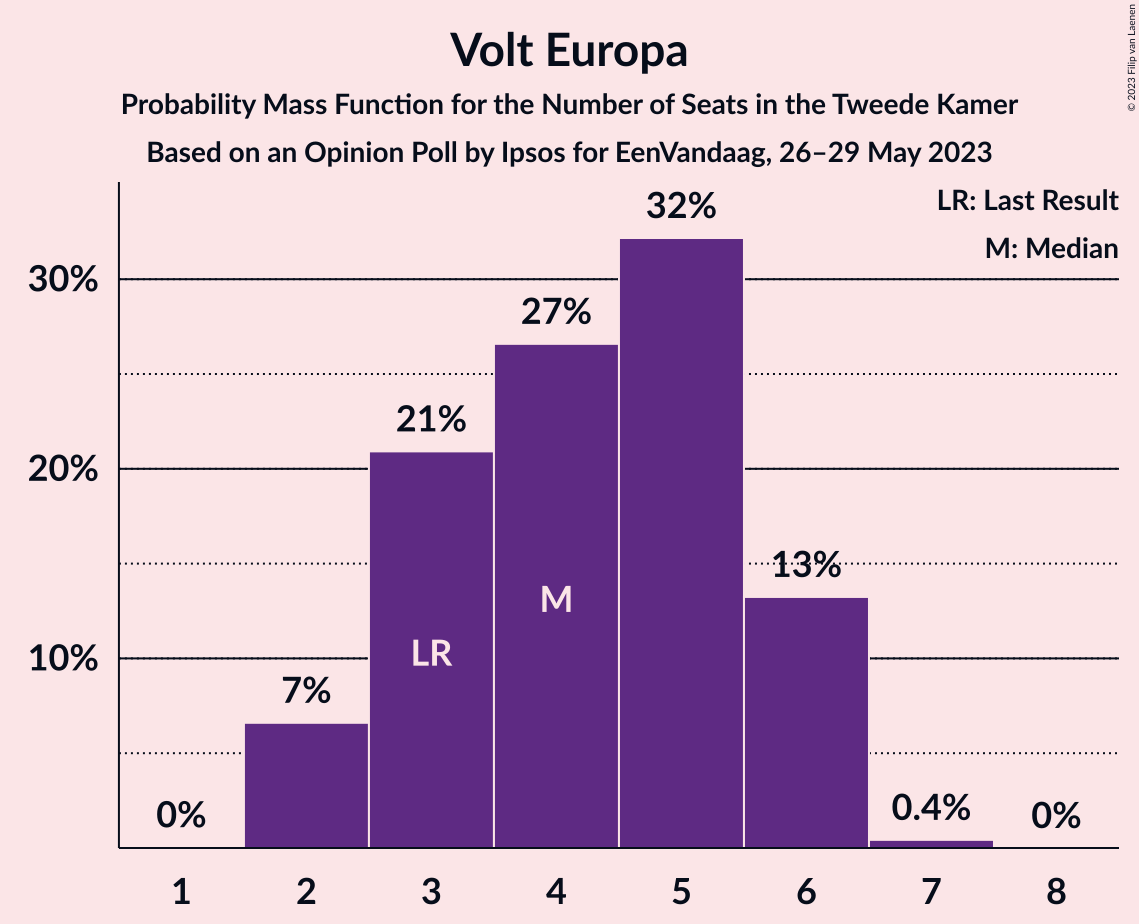 Volt Europa
Probability Mass Function for the Number of Seats in the Tweede Kamer
Based on an Opinion Poll by Ipsos for EenVandaag, 26–29 May 2023
© 2023 Filip van Laenen
LR: Last Result
M: Median
30%
20%
10%
0%
7%
21%
27%
32%
13%
0.4%
0%
LR
M
1
2
3
4
5
6
7
8